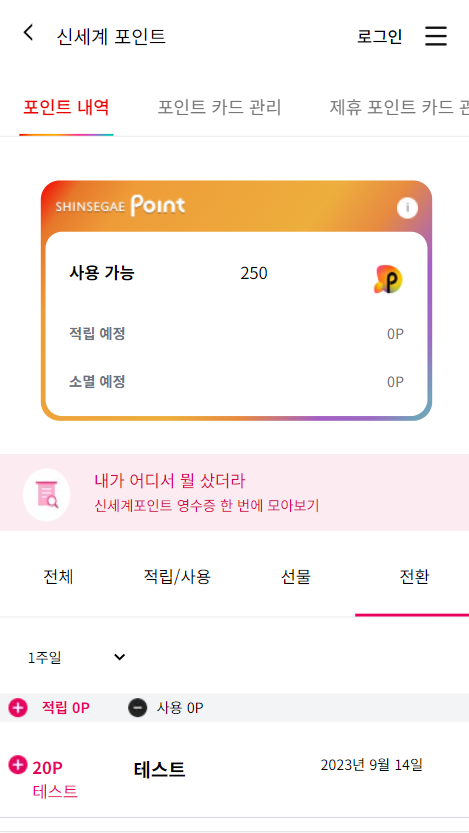 신세계 포인트 로그인
포인트 내역 포인트 카드 관리 제휴 포인트 카드 관
SHINSEGAE Point i
사용 가능 250
적립 예정 0P
소멸 예정 0P
내가 어디서 뭘 샀더라
신세계포인트 영수증 한 번에 모아보기
전체 적립/사용 선물 전환
1주일
적립 0P 사용 0P
20P 테스트 2023년 9월 14일
테스트